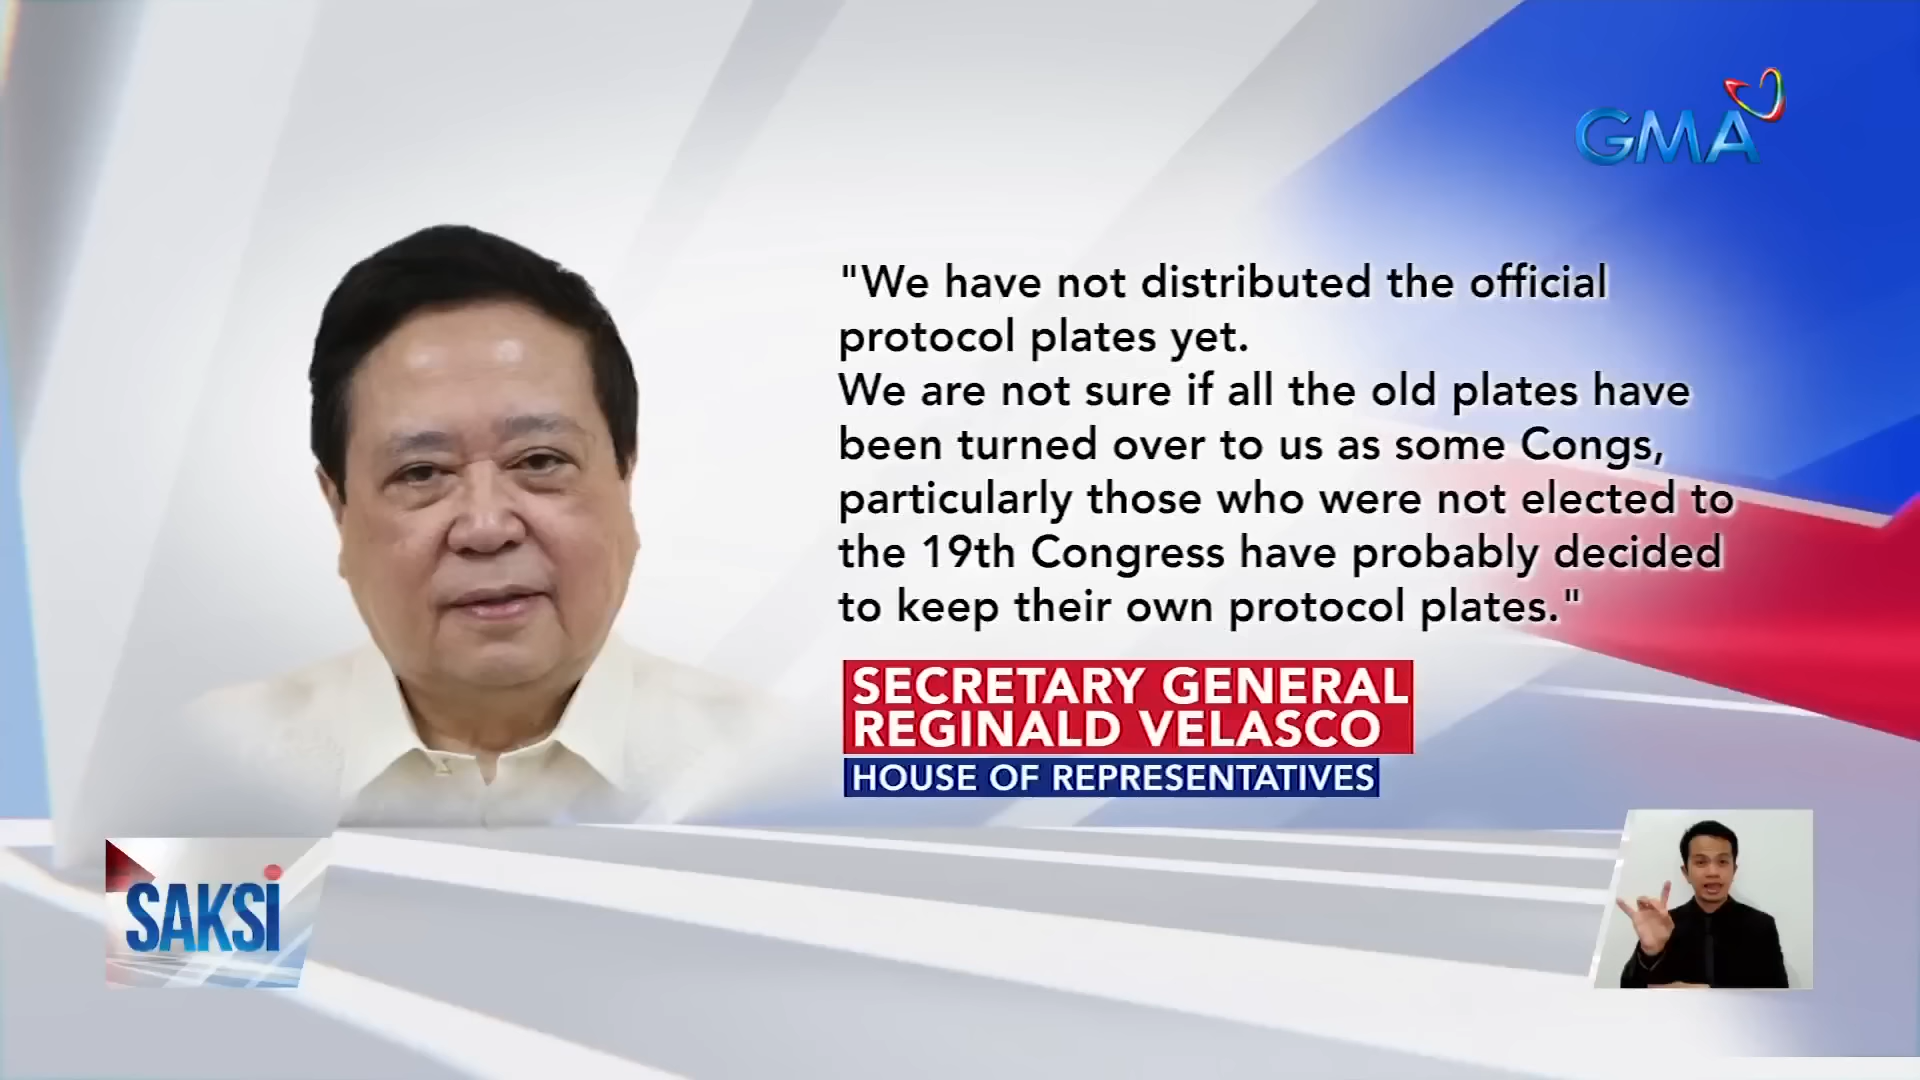 GMA
"We have not distributed the official
protocol plates yet.
We are not sure if all the old plates have
been turned over to us as some Congs,
particularly those who were not elected to
the 19th Congress have probably decided
to keep their own protocol plates."
SECRETARY GENERAL
REGINALD VELASCO
HOUSE OF REPRESENTATIVES
SAKSI